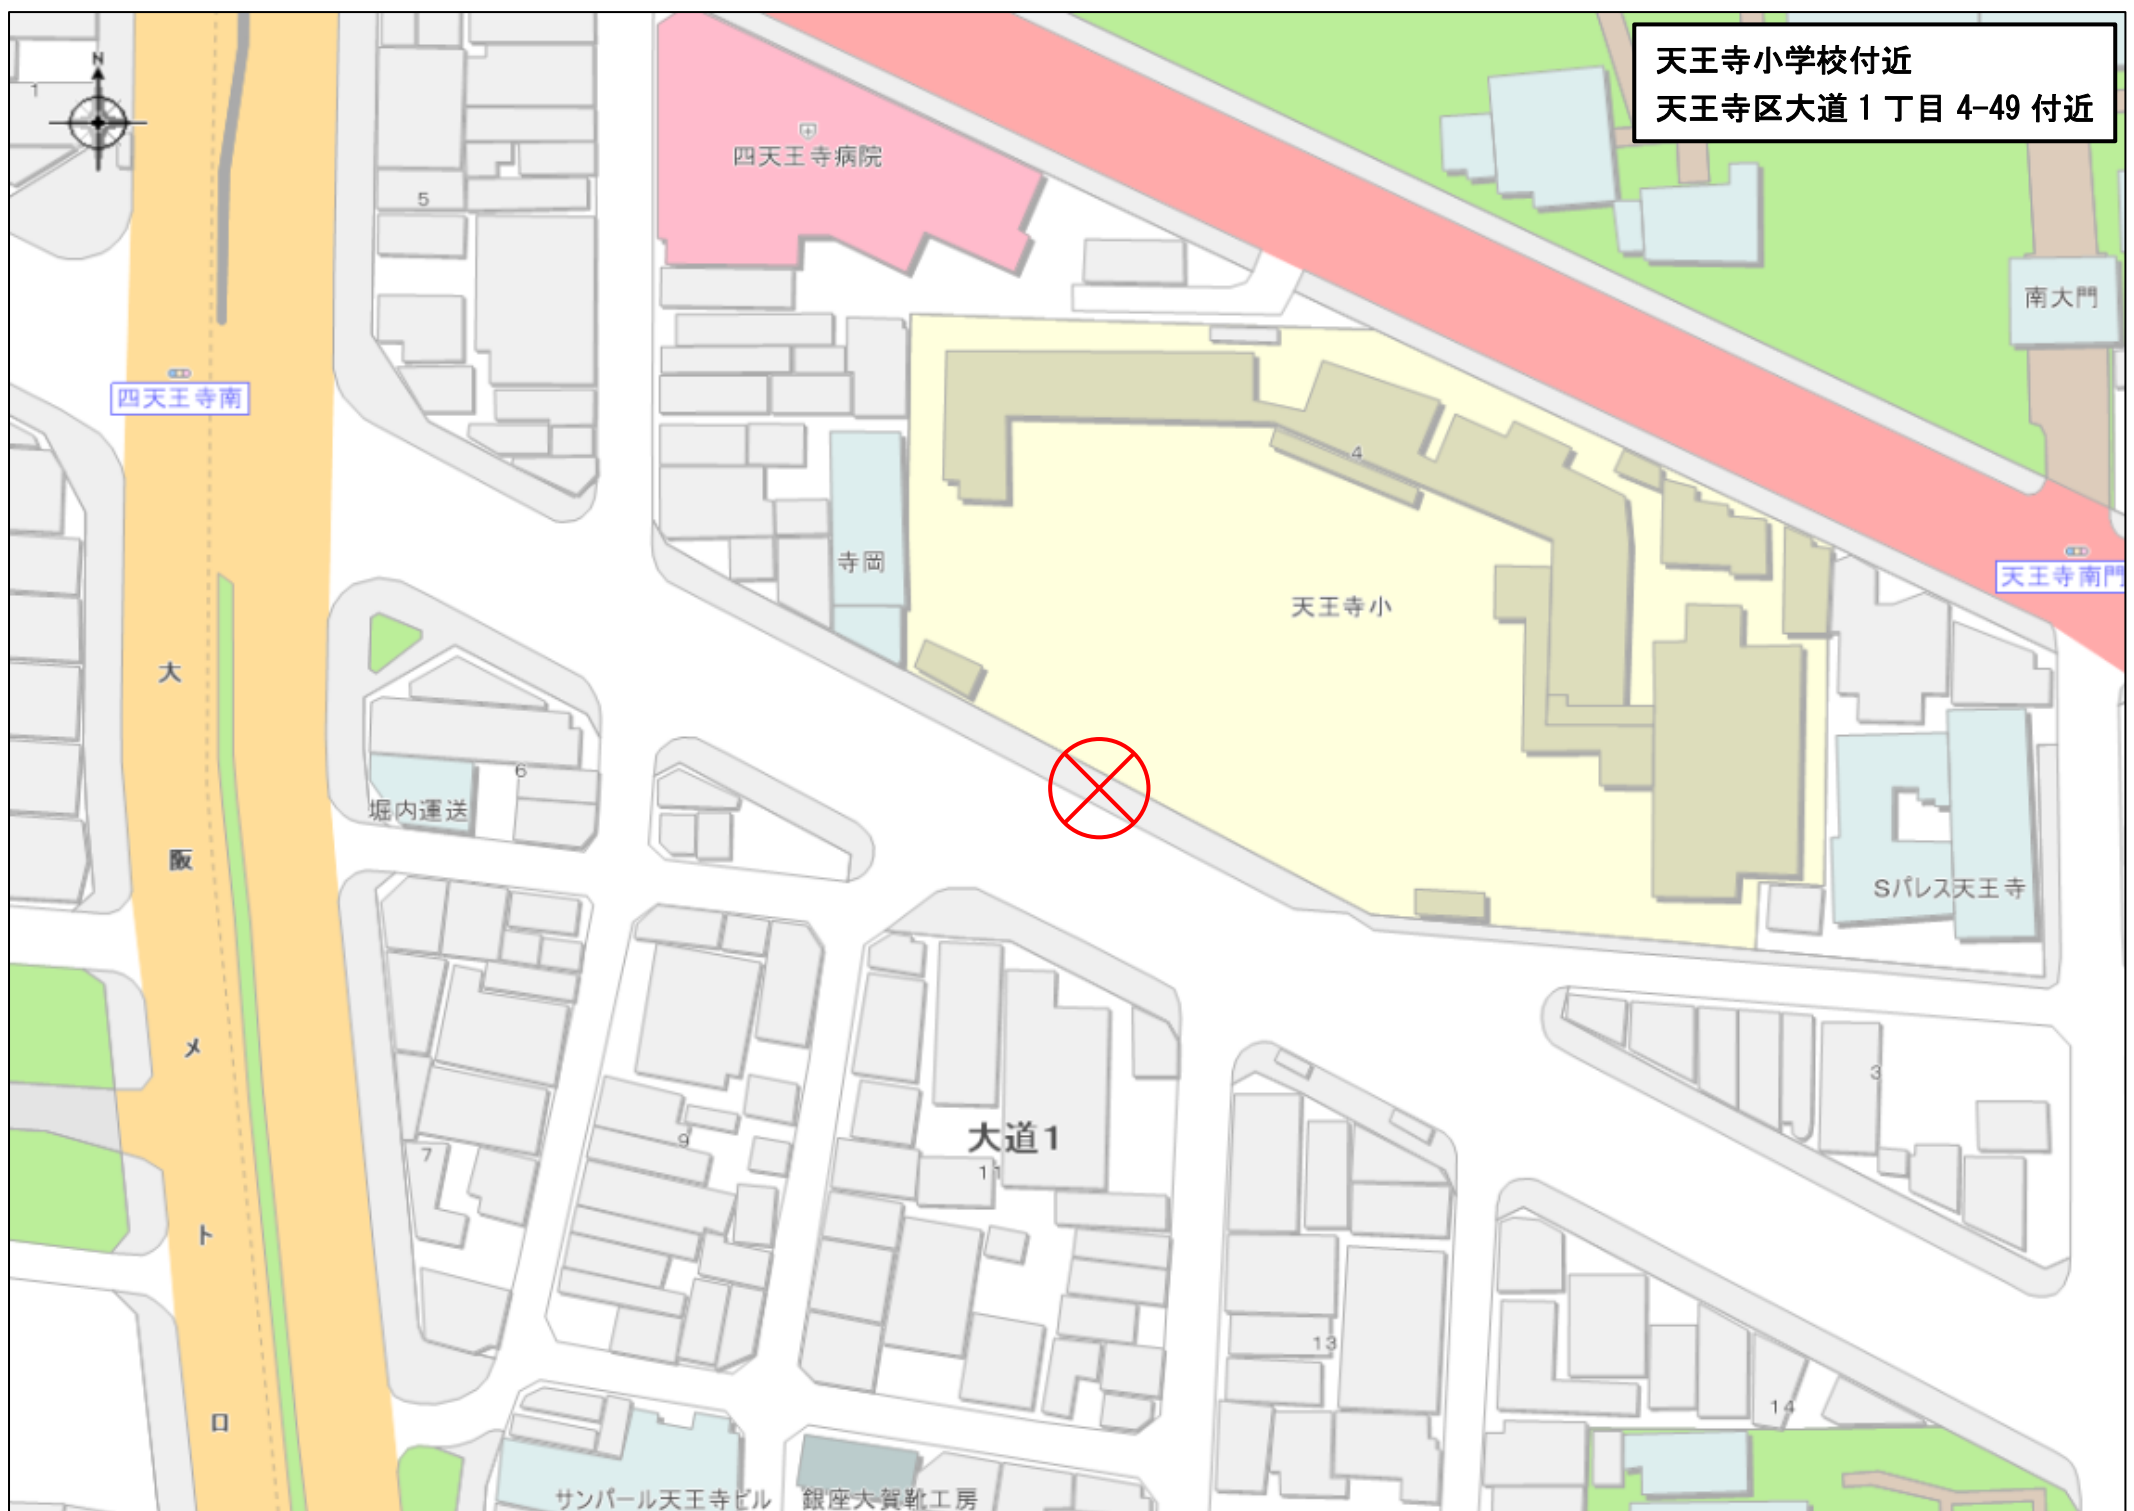 天王寺小学校付近
天王寺区大道1丁目4-49付近
N
1
四天王寺病院
5
南大門
四天王寺南
4
寺岡
天王寺南門
天王寺小
大阪メトロ
6
堀内運送
Sパレス天王寺
3
大道1
9
7
11
13
14
サンパール天王寺ビル
銀座大賀靴工房